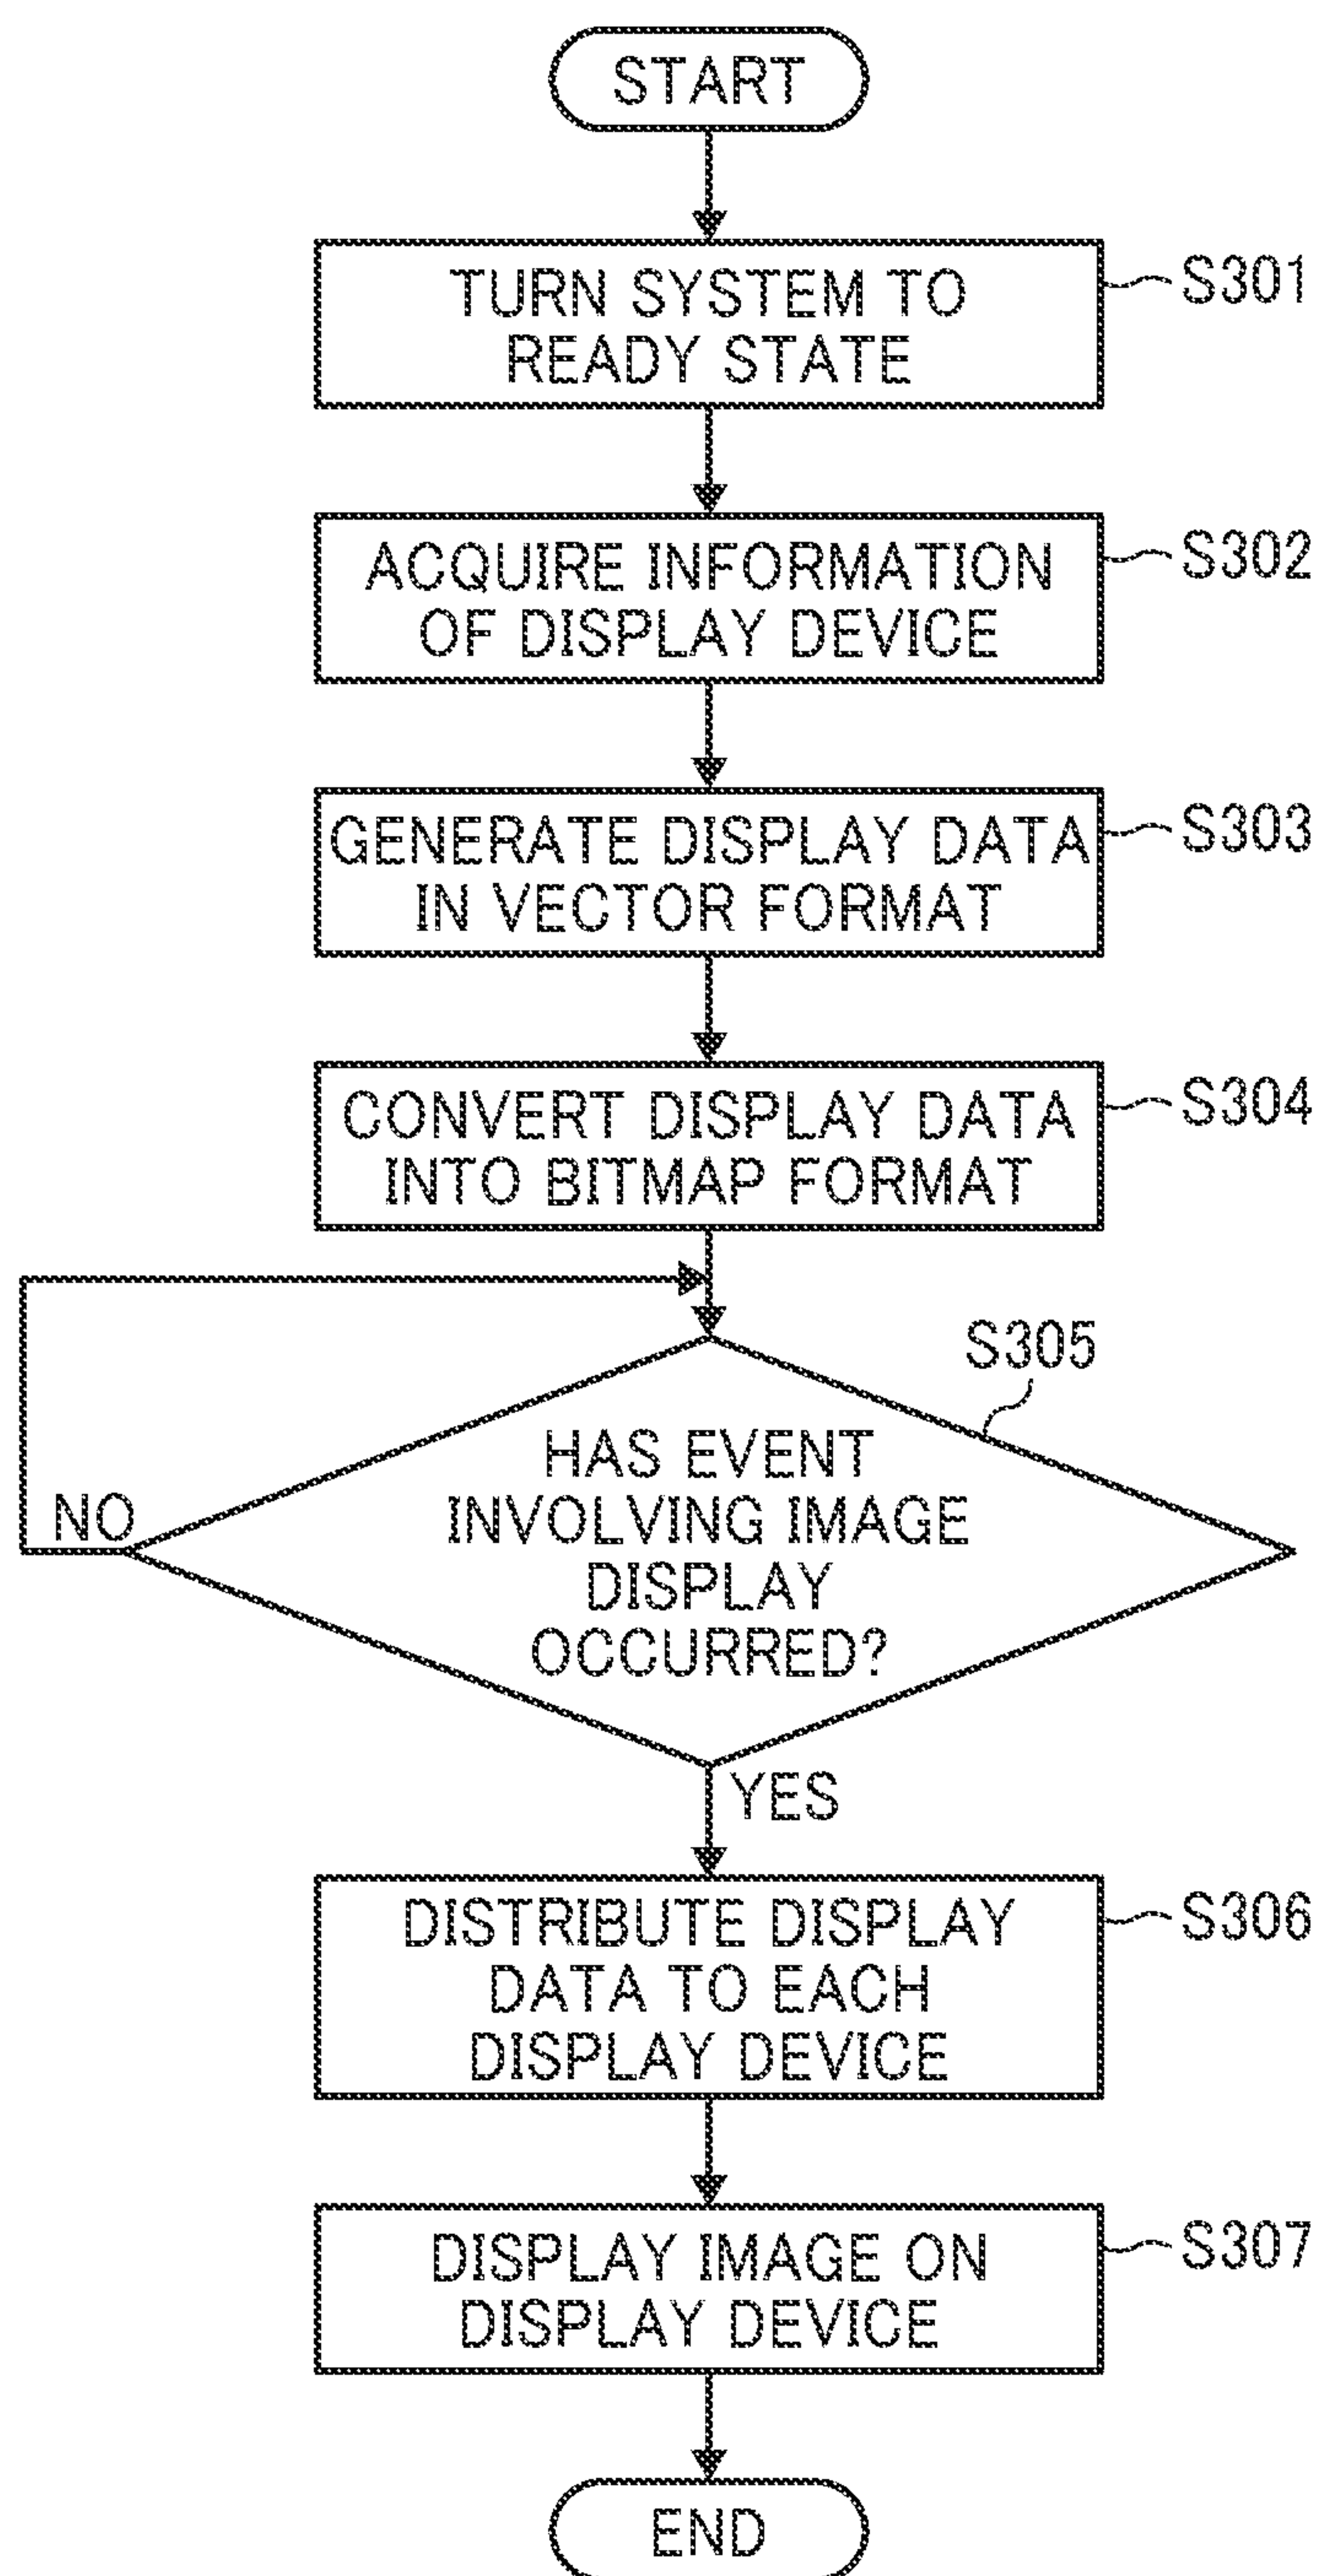 START
TURN SYSTEM TO
READY STATE
S301
ACQUIRE INFORMATION
OF DISPLAY DEVICE
S302
GENERATE DISPLAY DATA
IN VECTOR FORMAT
S303
CONVERT DISPLAY DATA
INTO BITMAP FORMAT
S304
S305
HAS EVENT
INVOLVING IMAGE
DISPLAY
OCCURRED?
NO
YES
DISTRIBUTE DISPLAY
DATA TO EACH
DISPLAY DEVICE
S306
DISPLAY IMAGE ON
DISPLAY DEVICE
S307
END